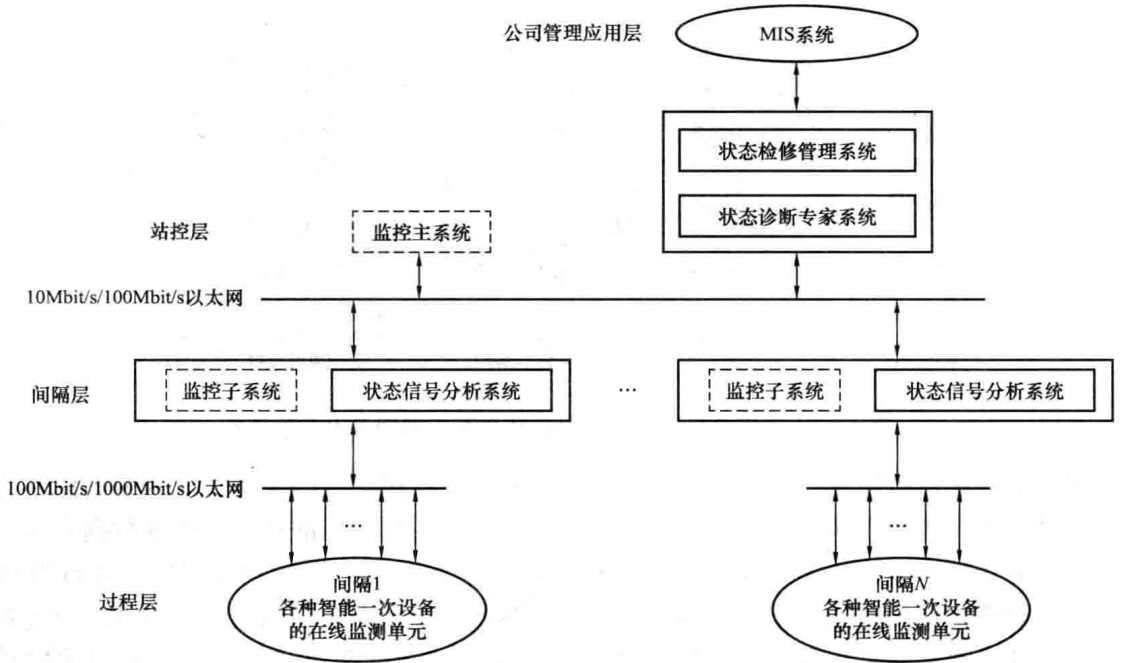 公司管理应用层
MIS系统
状态检修管理系统
状态诊断专家系统
站控层
监控主系统
10Mbit/s/100Mbit/s以太网
间隔层
监控子系统
状态信号分析系统
...
监控子系统
状态信号分析系统
100Mbit/s/1000Mbit/s以太网
...
...
过程层
间隔1
各种智能一次设备
的在线监测单元
间隔N
各种智能一次设备
的在线监测单元